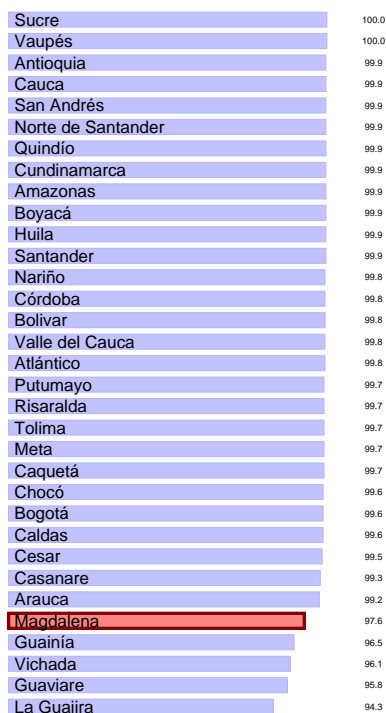 Sucre 100.0
Vaupés 100.0
Antioquia 99.9
Cauca 99.9
San Andrés 99.9
Norte de Santander 99.9
Quindío 99.9
Cundinamarca 99.9
Amazonas 99.9
Boyacá 99.9
Huila 99.9
Santander 99.9
Nariño 99.8
Córdoba 99.8
Bolivar 99.8
Valle del Cauca 99.8
Atlántico 99.8
Putumayo 99.7
Risaralda 99.7
Tolima 99.7
Meta 99.7
Caquetá 99.7
Chocó 99.6
Bogotá 99.6
Caldas 99.6
Cesar 99.5
Casanare 99.3
Arauca 99.2
Magdalena 97.6
Guainía 96.5
Vichada 96.1
Guaviare 95.8
La Guajira 94.3